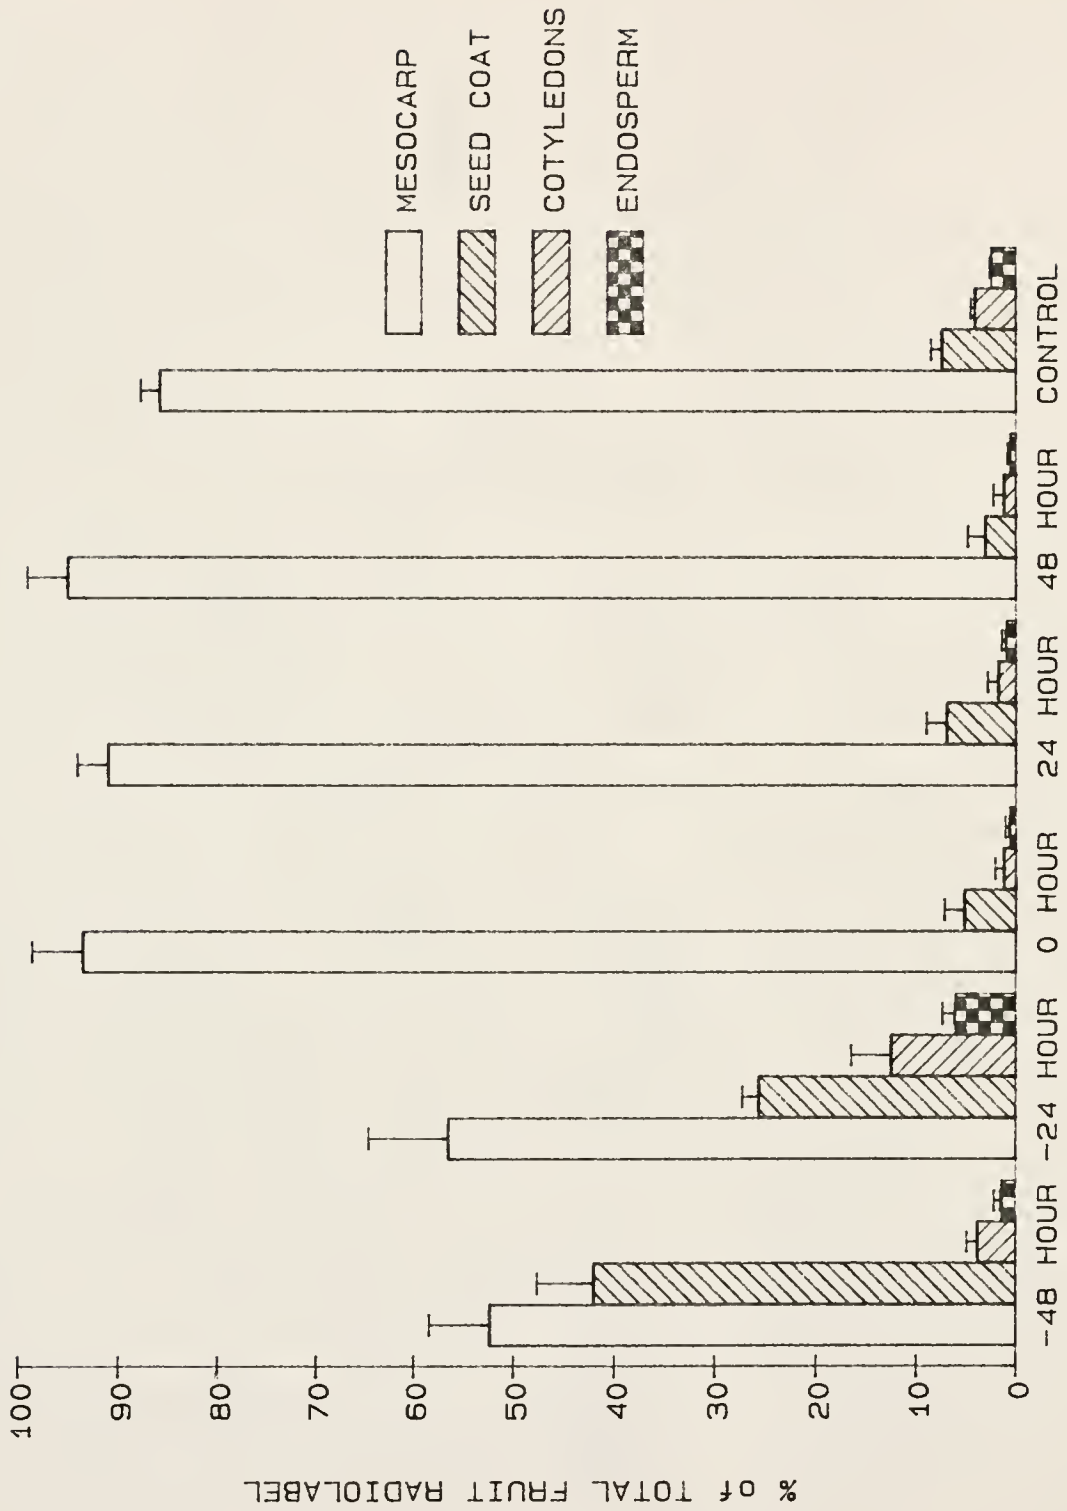 % of TOTAL FRUIT RADIOLABEL
100
90
80
70
60
50
40
30
20
10
0
-48 HOUR
-24 HOUR
0 HOUR
24 HOUR
48 HOUR
CONTROL
MESOCARP
SEED COAT
COTYLEDONS
ENDOSPERM